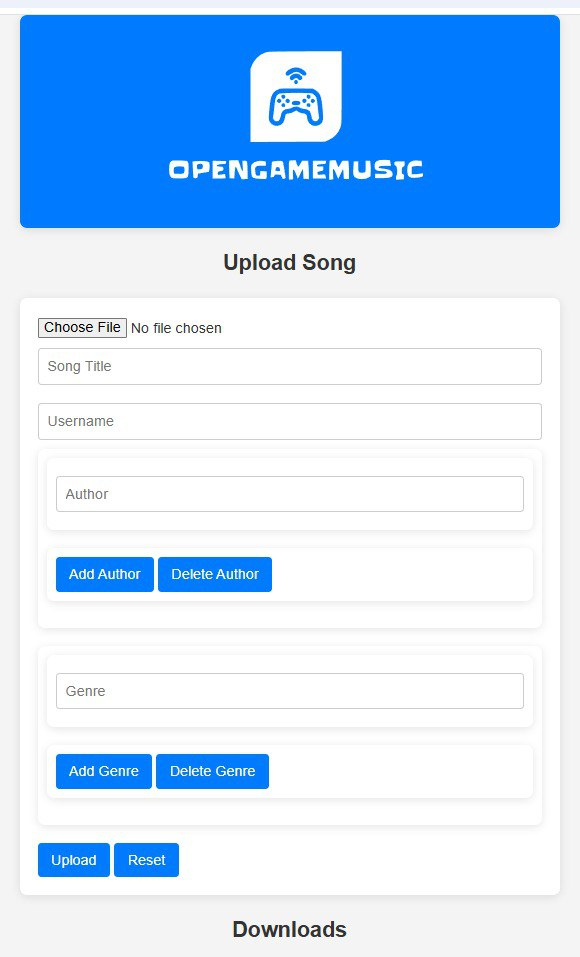 OPENGAMEMUSIC
Upload Song
Choose File No file chosen
Song Title
Username
Author
Add Author Delete Author
Genre
Add Genre Delete Genre
Upload Reset
Downloads